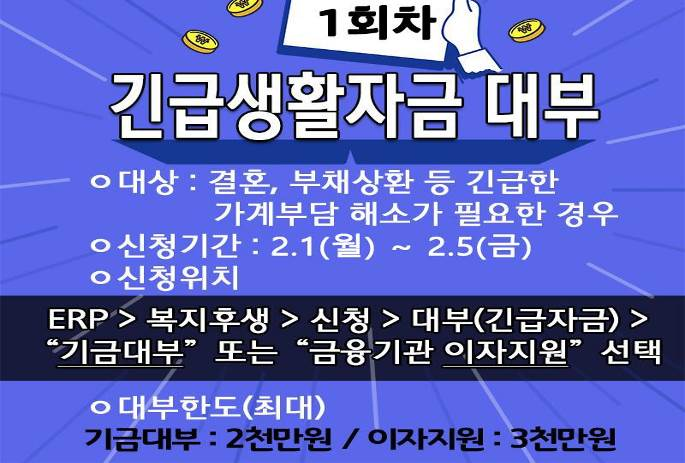 1회차
긴급생활자금 대부
ㅇ대상 : 결혼, 부채상환 등 긴급한
가계부담 해소가 필요한 경우
ㅇ신청기간 : 2.1(월) ~ 2.5(금)
ㅇ신청위치
ERP > 복지후생 > 신청 > 대부(긴급자금) >
“기금대부” 또는 “금융기관 이자지원” 선택
ㅇ대부한도(최대)
기금대부 : 2천만원 / 이자지원 : 3천만원